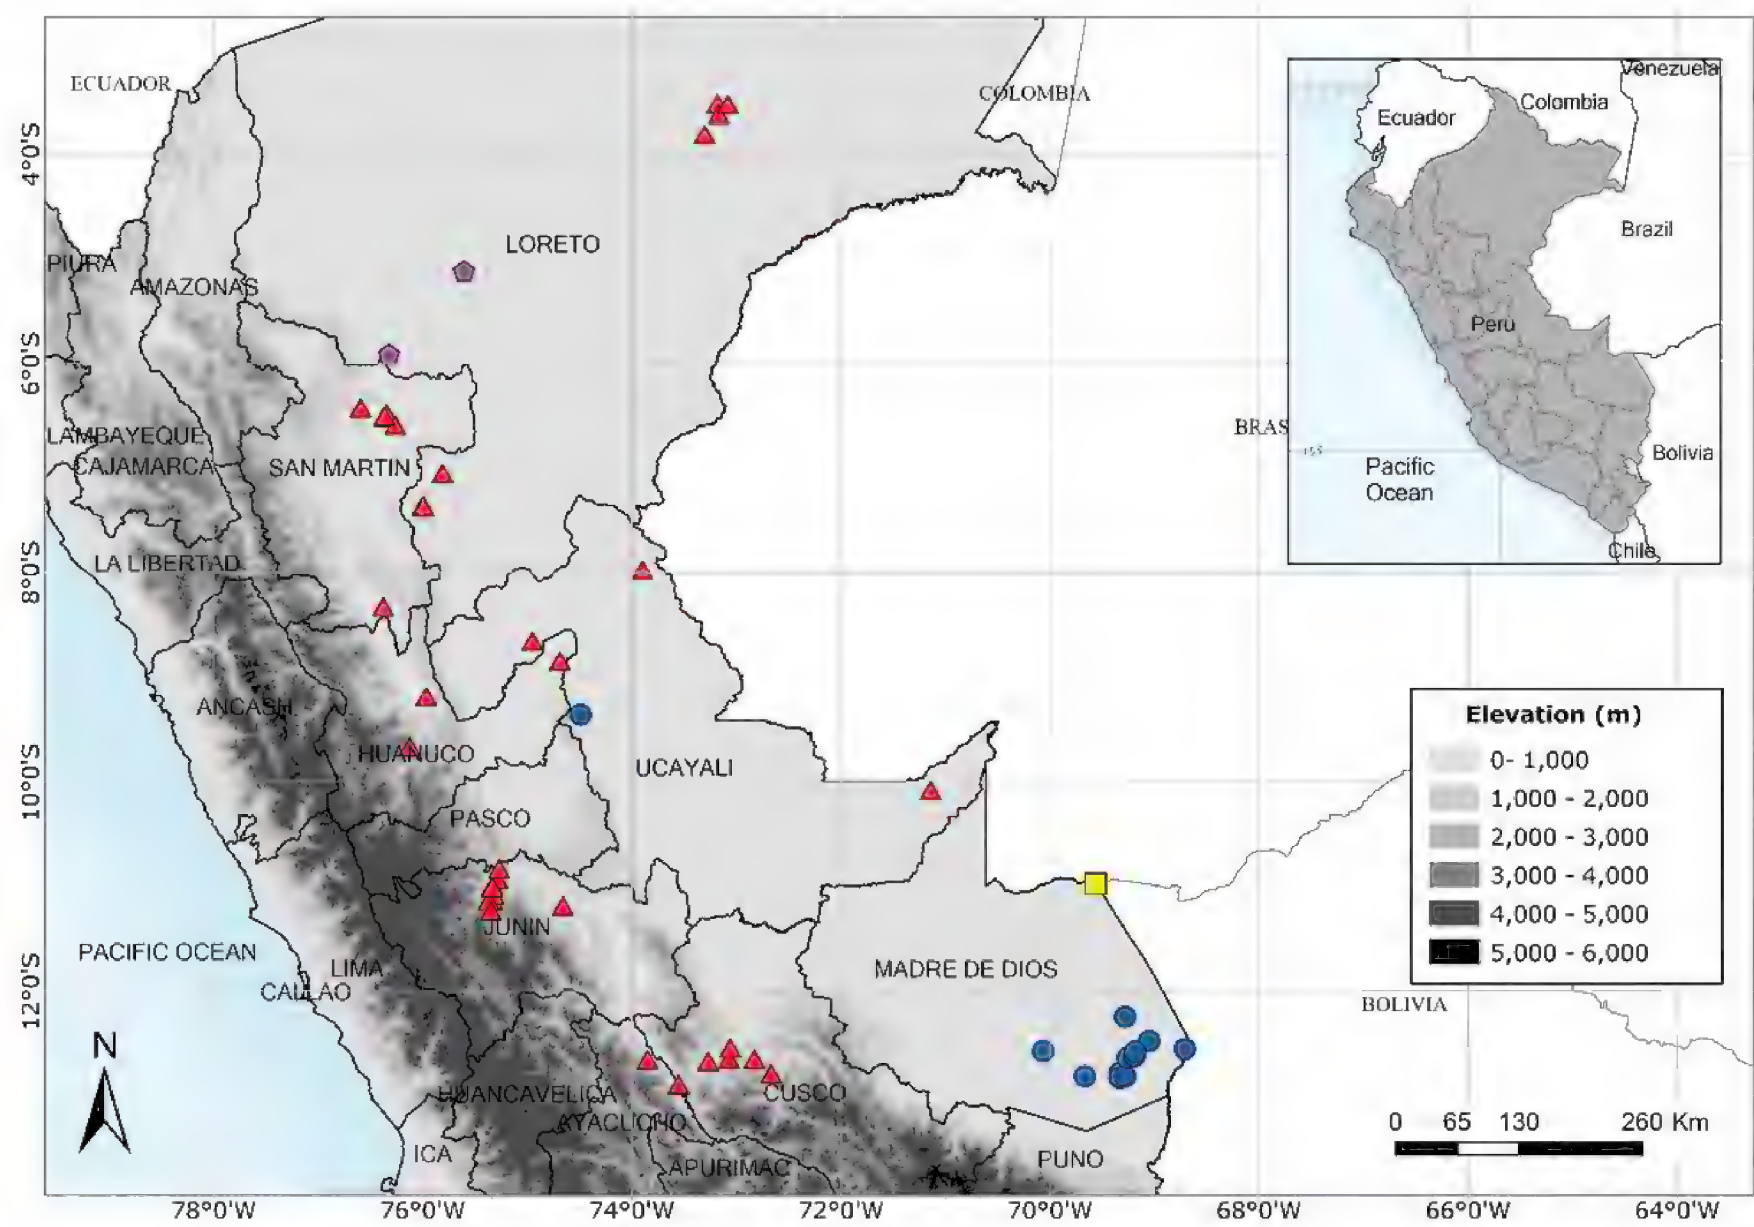 ECUADOR
COLOMBIA
4°0'S
LORETO
PIURA
AMAZONAS
6°0'S
LAMBAYEQUE
CAJAMARCA
SAN MARTIN
BRAS
8°0'S
LA LIBERTAD
ANCASH
HUANUCO
UCAYALI
10°0'S
PASCO
JUNIN
PACIFIC OCEAN
LIMA
CALLAO
MADRE DE DIOS
12°0'S
BOLIVIA
N
HUANCAVELICA
CUSCO
AYACUCHO
ICA
APURIMAC
PUNO
78°0'W
76°0'W
74°0'W
72°0'W
70°0'W
68°0'W
66°0'W
64°0'W
Venezuela
Colombia
Ecuador
Brazil
Peru
Bolivia
Pacific
Ocean
Chile
Elevation (m)
0- 1,000
1,000 - 2,000
2,000 - 3,000
3,000 - 4,000
4,000 - 5,000
5,000 - 6,000
0 65 130 260 Km